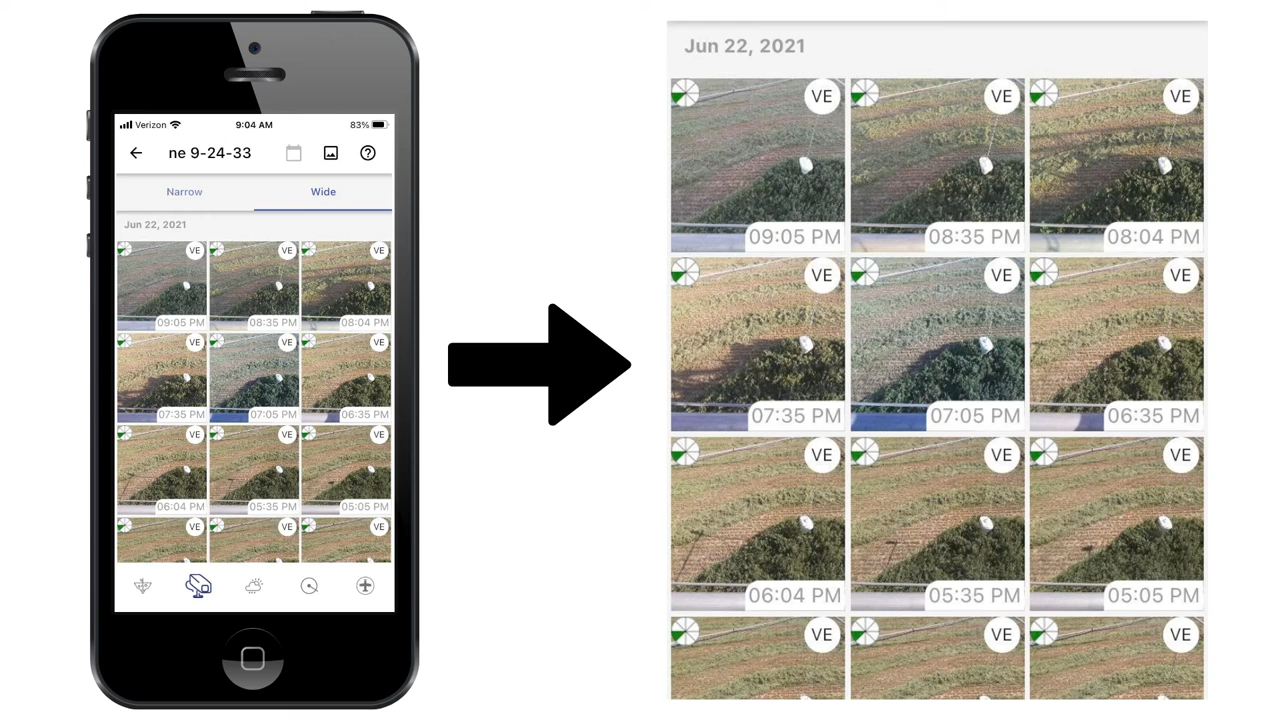 Verizon 9:04 AM 83%
ne 9-24-33
Narrow Wide
Jun 22, 2021
VE VE VE
09:05 PM 08:35 PM 08:04 PM
VE VE VE
07:35 PM 07:05 PM 06:35 PM
VE VE VE
06:04 PM 05:35 PM 05:05 PM
VE VE VE
Jun 22, 2021
VE VE VE
09:05 PM 08:35 PM 08:04 PM
VE VE VE
07:35 PM 07:05 PM 06:35 PM
VE VE VE
06:04 PM 05:35 PM 05:05 PM
VE VE VE